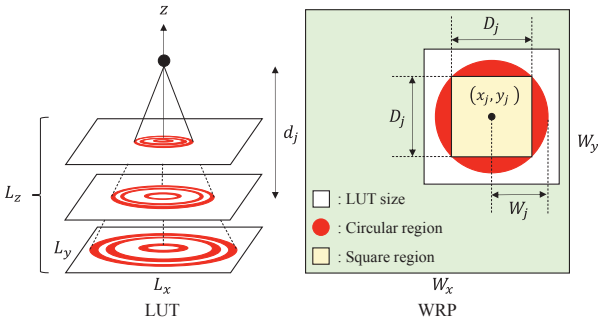 z
d_j
L_z
L_y
L_x
LUT
D_j
D_j
(x_j, y_j)
W_y
W_j
: LUT size
: Circular region
: Square region
W_x
WRP